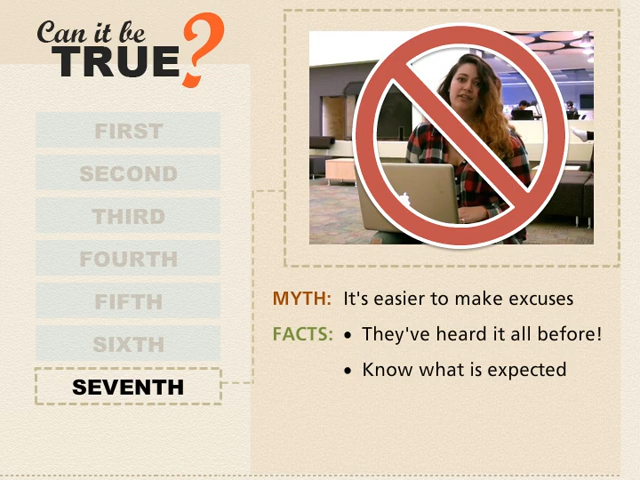 Can it be
TRUE?
FIRST
SECOND
THIRD
FOURTH
FIFTH
SIXTH
SEVENTH
MYTH: It's easier to make excuses
FACTS: • They've heard it all before!
• Know what is expected